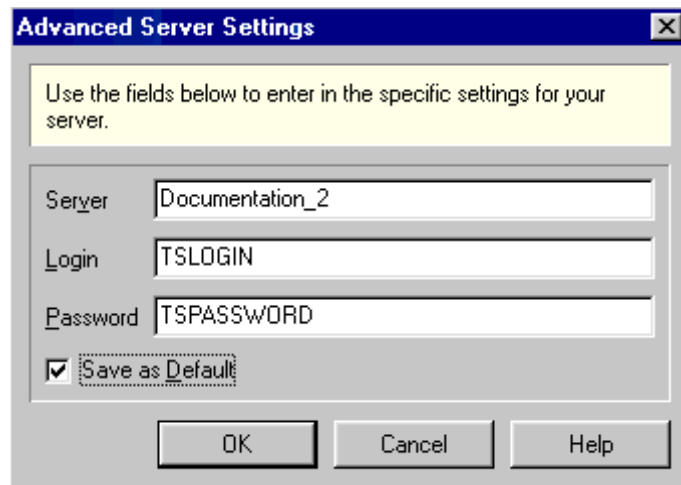 Advanced Server Settings
Use the fields below to enter in the specific settings for your
server.
Server Documentation_2
Login TSLOGIN
Password TSPASSWORD
Save as Default
OK Cancel Help